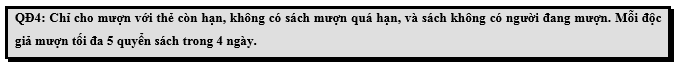 QĐ4: Chỉ cho mượn với thẻ còn hạn, không có sách mượn quá hạn, và sách không có người đang mượn. Mỗi độc
giả mượn tối đa 5 quyển sách trong 4 ngày.